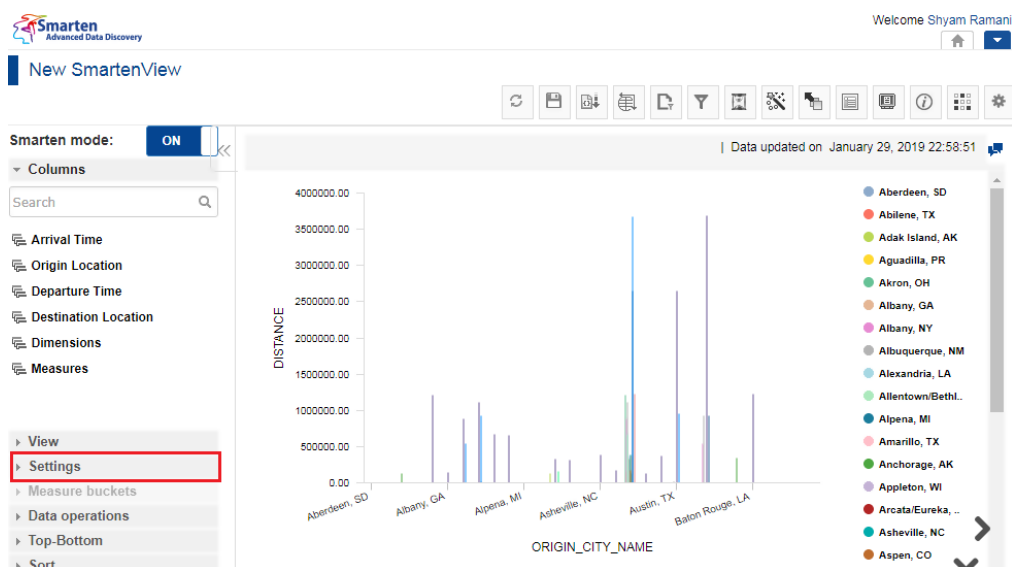 Smarten
Advanced Data Discovery
Welcome Shyam Ramani
New SmartenView
Smarten mode: ON
Columns
Search
Arrival Time
Origin Location
Departure Time
Destination Location
Dimensions
Measures
View
Settings
Measure buckets
Data operations
Top-Bottom
Sort
| Data updated on January 29, 2019 22:58:51
4000000.00
3500000.00
3000000.00
2500000.00
2000000.00
1500000.00
1000000.00
500000.00
0.00
DISTANCE
Aberdeen, SD
Albany, GA
Alpena, MI
Asheville, NC
Austin, TX
Baton Rouge, LA
ORIGIN_CITY_NAME
Aberdeen, SD
Abilene, TX
Adak Island, AK
Aguadilla, PR
Akron, OH
Albany, GA
Albany, NY
Albuquerque, NM
Alexandria, LA
Allentown/Bethl..
Alpena, MI
Amarillo, TX
Anchorage, AK
Appleton, WI
Arcata/Eureka, ..
Asheville, NC
Aspen, CO